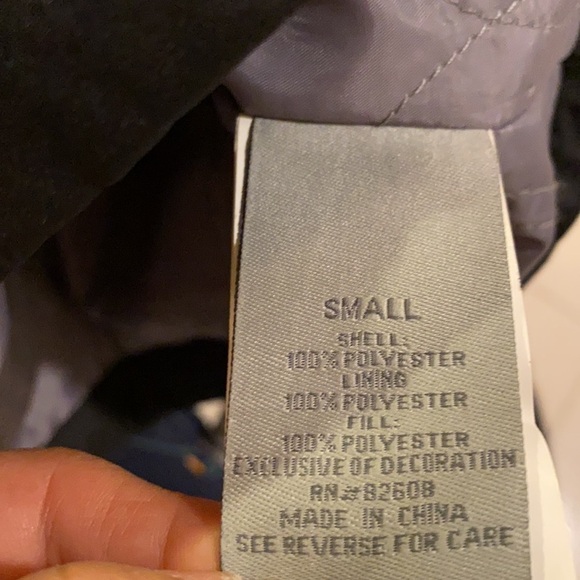 SMALL
SHELL:
100% POLYESTER
LINING
100% POLYESTER
FILL:
100% POLYESTER
EXCLUSIVE OF DECORATION
RN#82608
MADE IN CHINA
SEE REVERSE FOR CARE